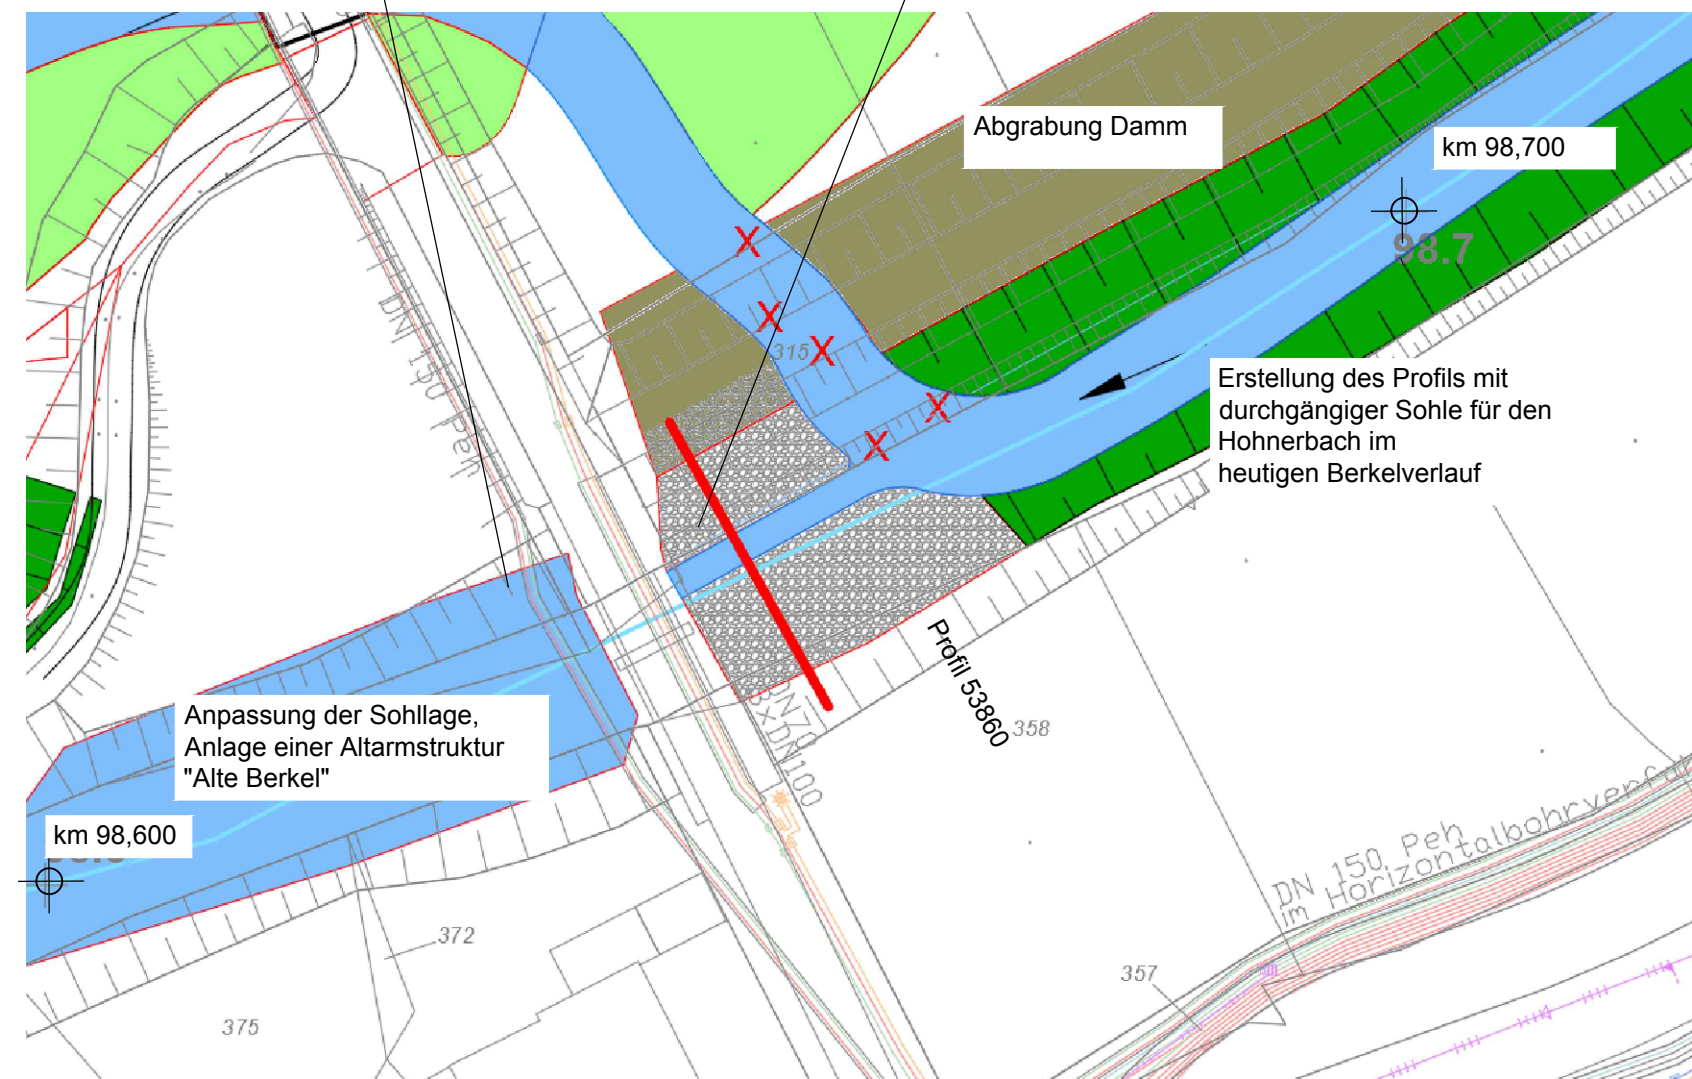 Abgrabung Damm
km 98,700
98.7
DN 150 Peh
315
Erstellung des Profils mit
durchgängiger Sohle für den
Hohnerbach im
heutigen Berkelverlauf
Profil 53860
358
Anpassung der Sohllage,
Anlage einer Altarmstruktur
"Alte Berkel"
km 98,600
DN 150, Peh
im Horizontalbohrverf
372
357
375